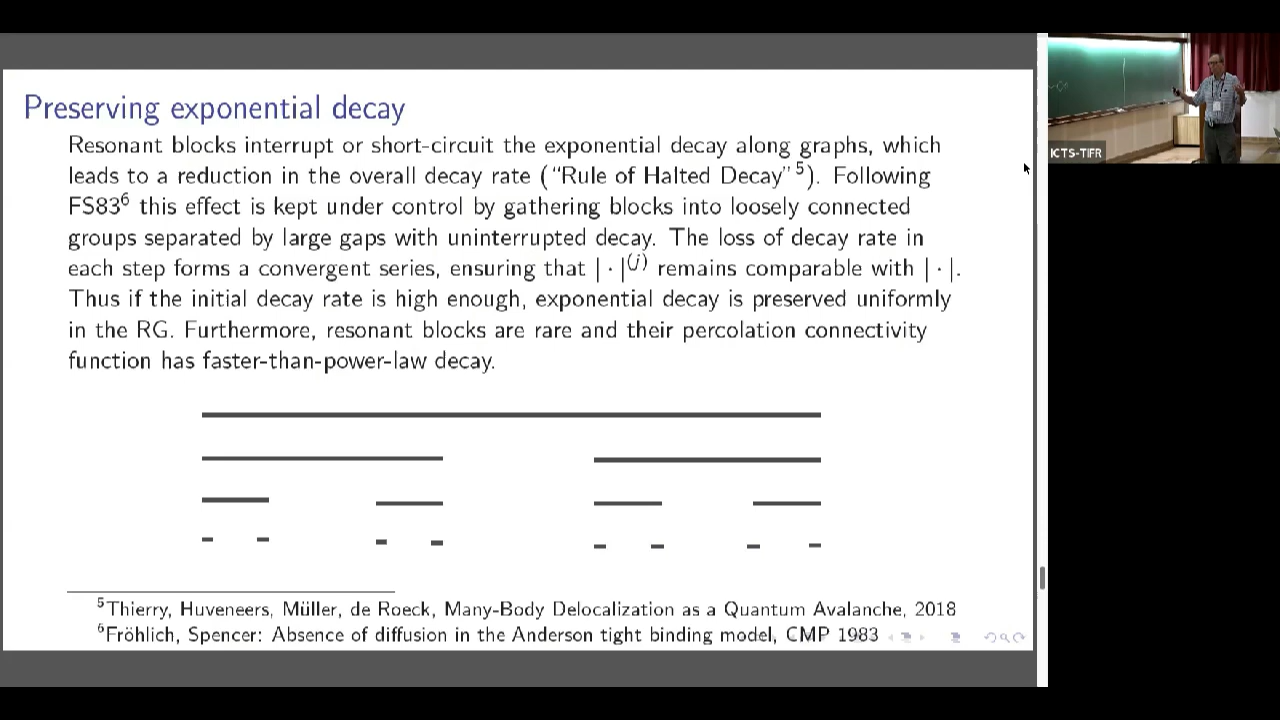 Preserving exponential decay
Resonant blocks interrupt or short-circuit the exponential decay along graphs, which
leads to a reduction in the overall decay rate (“Rule of Halted Decay”⁵). Following
FS83⁶ this effect is kept under control by gathering blocks into loosely connected
groups separated by large gaps with uninterrupted decay. The loss of decay rate in
each step forms a convergent series, ensuring that | · |⁽ʲ⁾ remains comparable with | · |.
Thus if the initial decay rate is high enough, exponential decay is preserved uniformly
in the RG. Furthermore, resonant blocks are rare and their percolation connectivity
function has faster-than-power-law decay.
⁵Thierry, Huveneers, Müller, de Roeck, Many-Body Delocalization as a Quantum Avalanche, 2018
⁶Fröhlich, Spencer: Absence of diffusion in the Anderson tight binding model, CMP 1983
ICTS-TIFR